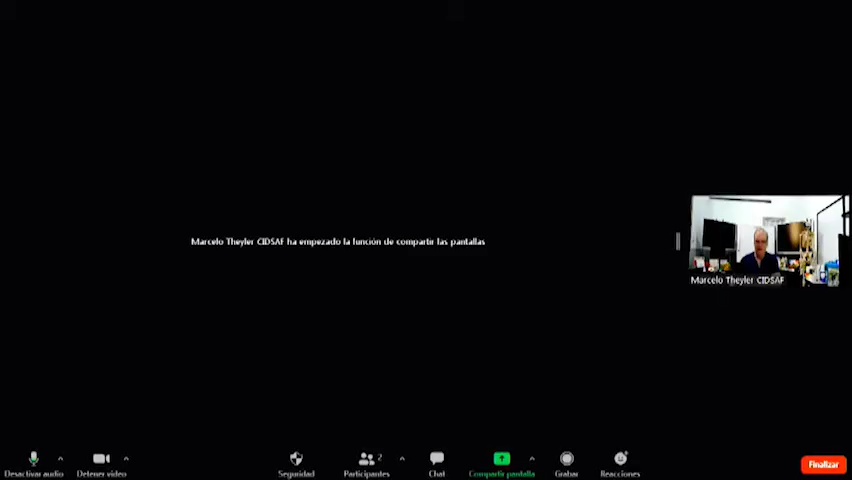 Marcelo Theyler CIDSAF ha empezado la función de compartir las pantallas
Marcelo Theyler CIDSAF
Desactivar audio
Detener video
Seguridad
2
Participantes
Chat
Compartir pantalla
Grabar
Reacciones
Finalizar